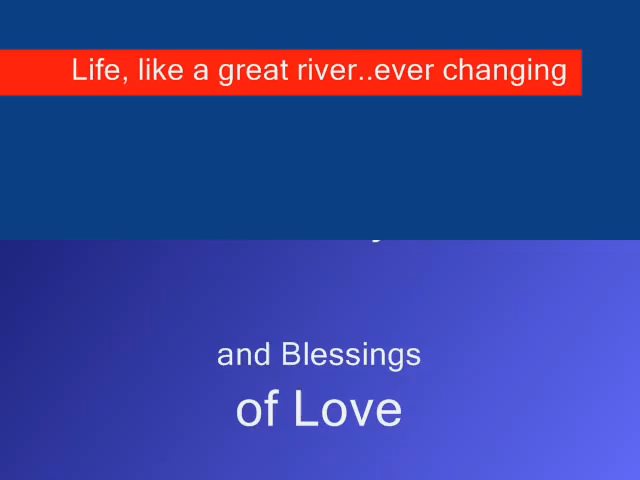 Life, like a great river..ever changing
and Blessings
of Love